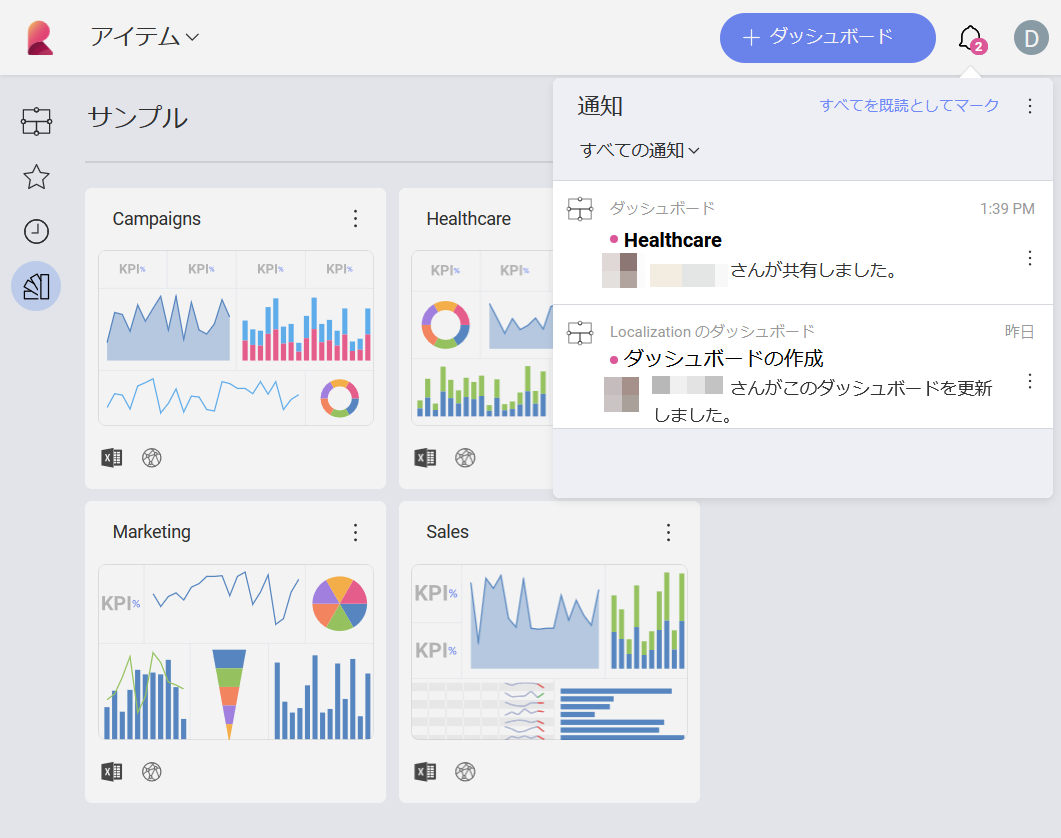 アイテム
+ ダッシュボード
2
D
サンプル
通知
すべてを既読としてマーク
すべての通知
ダッシュボード
1:39 PM
Healthcare
さんが共有しました。
Localization のダッシュボード
昨日
ダッシュボードの作成
さんがこのダッシュボードを更新
しました。
Campaigns
KPI% KPI% KPI% KPI%
Healthcare
KPI% KPI%
X
X
Marketing
KPI%
Sales
KPI%
KPI%
X
X